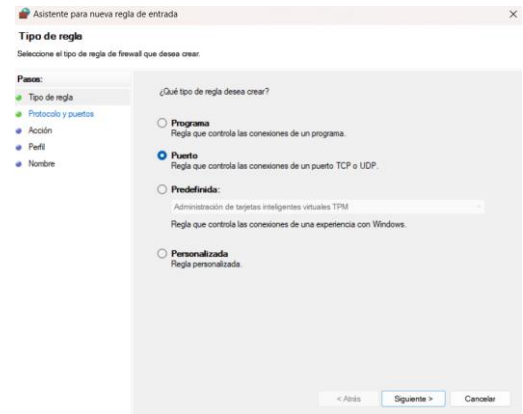 Asistente para nueva regla de entrada
Tipo de regla
Seleccione el tipo de regla de firewall que desea crear.
Pasos:
Tipo de regla
Protocolo y puertos
Acción
Perfil
Nombre
¿Qué tipo de regla desea crear?
Programa
Regla que controla las conexiones de un programa.
Puerto
Regla que controla las conexiones de un puerto TCP o UDP.
Predefinida:
Administración de tarjetas inteligentes virtuales TPM
Regla que controla las conexiones de una experiencia con Windows.
Personalizada
Regla personalizada.
< Atrás
Siguiente >
Cancelar